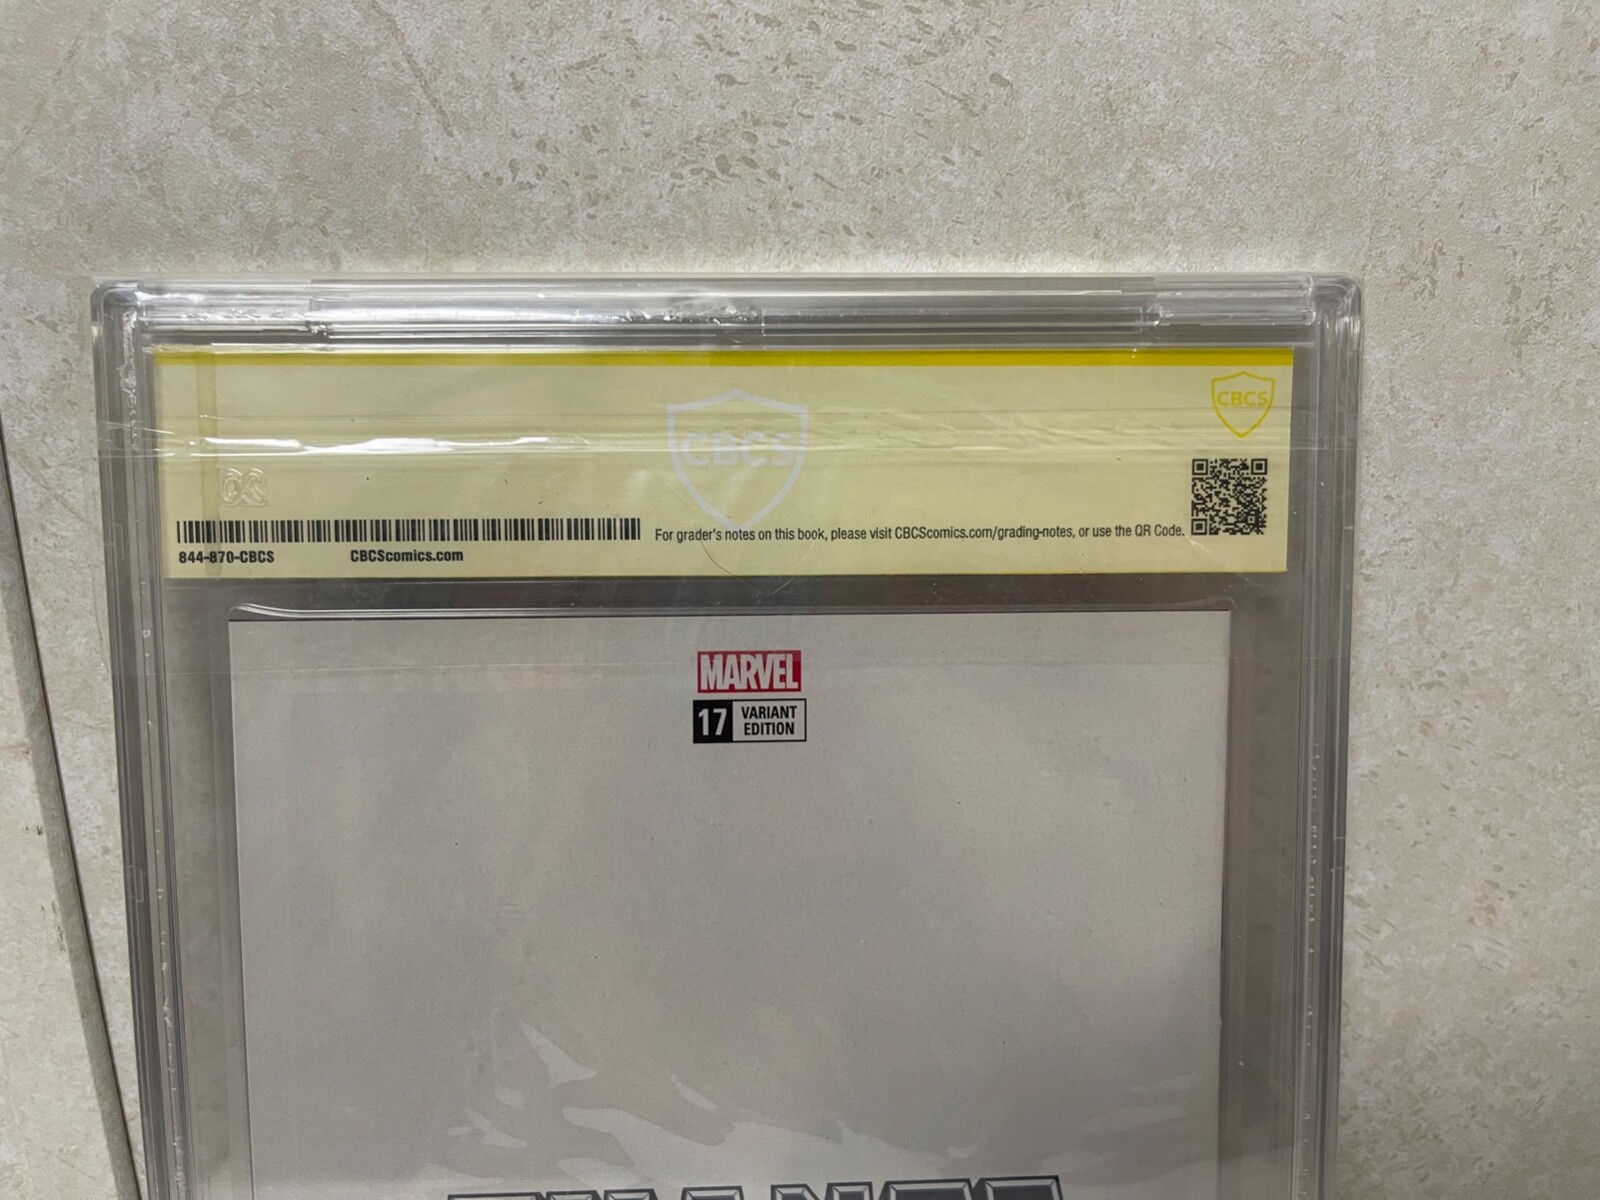 CBCS
CBCS
844-870-CBCS
CBCScomics.com
For grader's notes on this book, please visit CBCScomics.com/grading-notes, or use the QR Code.
MARVEL
17
VARIANT
EDITION